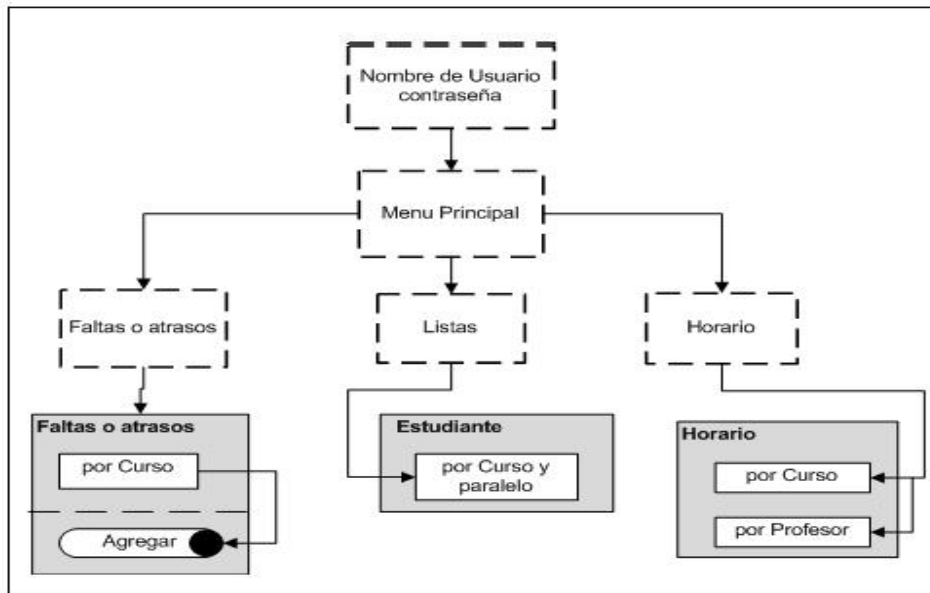 Nombre de Usuario
contraseña
Menu Principal
Faltas o atrasos
Listas
Horario
Faltas o atrasos
por Curso
Agregar
Estudiante
por Curso y
paralelo
Horario
por Curso
por Profesor